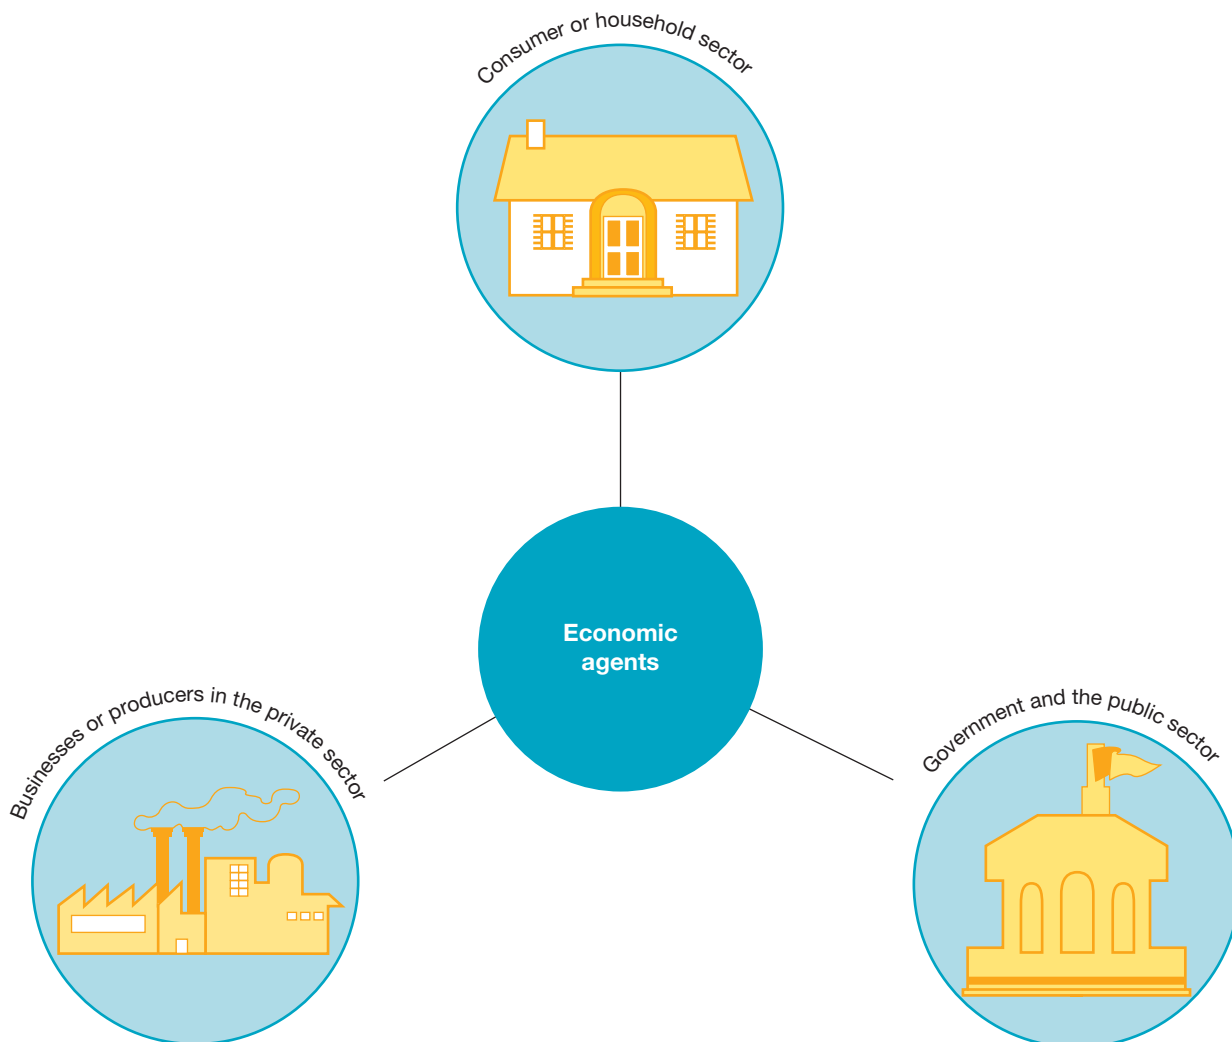 Consumer or household sector
Economic
agents
Businesses or producers in the private sector
Government and the public sector